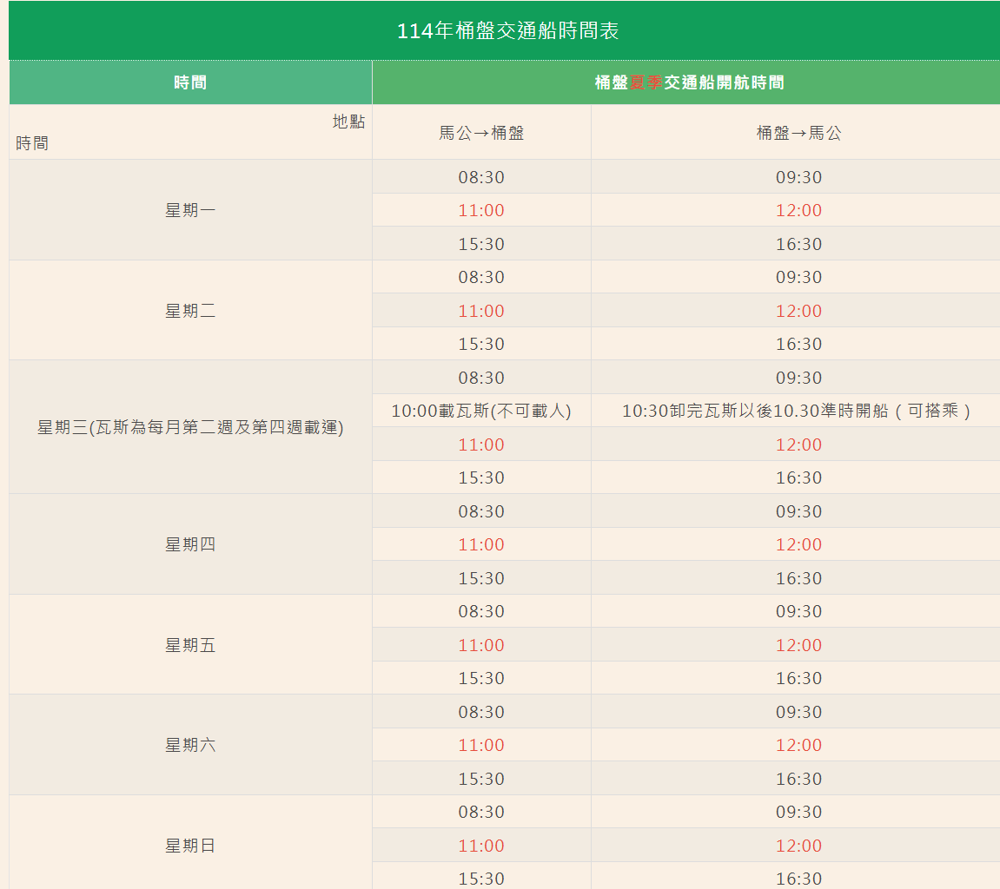 114年桶盤交通船時間表
時間
桶盤夏季交通船開航時間
地點
時間
馬公→桶盤
桶盤→馬公
星期一
08:30
09:30
11:00
12:00
15:30
16:30
星期二
08:30
09:30
11:00
12:00
15:30
16:30
星期三(瓦斯為每月第二週及第四週載運)
08:30
09:30
10:00載瓦斯(不可載人)
10:30卸完瓦斯以後10.30準時開船 ( 可搭乘 )
11:00
12:00
15:30
16:30
星期四
08:30
09:30
11:00
12:00
15:30
16:30
星期五
08:30
09:30
11:00
12:00
15:30
16:30
星期六
08:30
09:30
11:00
12:00
15:30
16:30
星期日
08:30
09:30
11:00
12:00
15:30
16:30